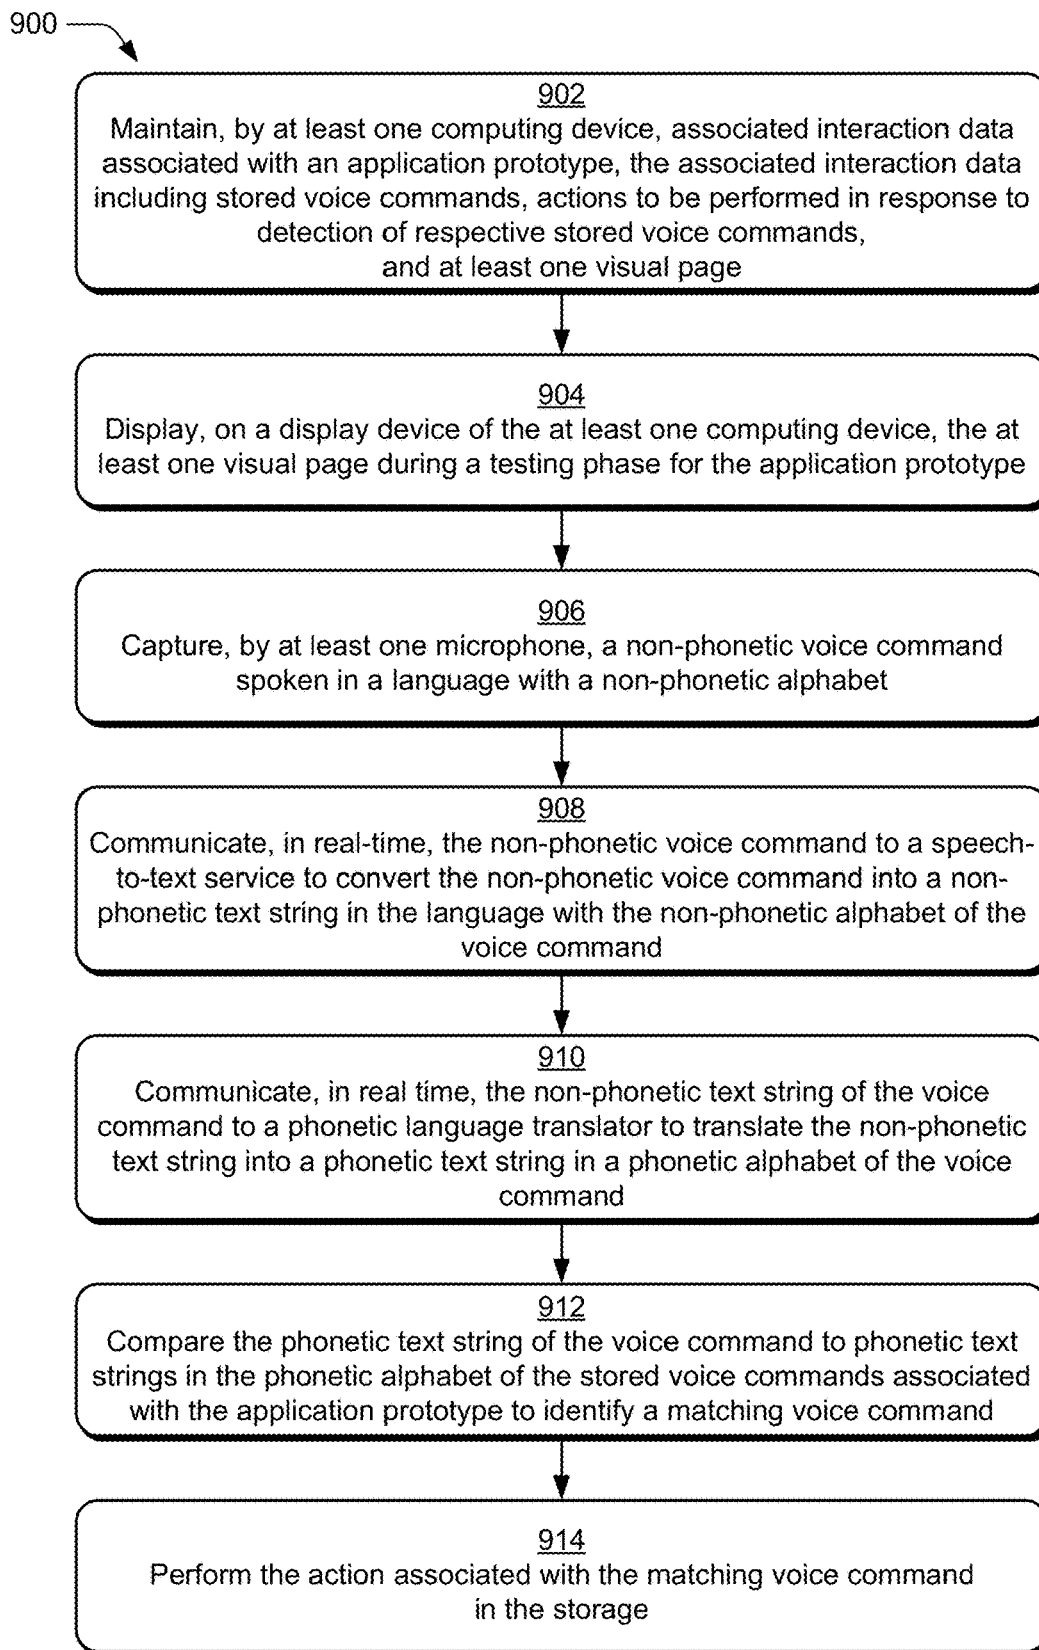 900
902
Maintain, by at least one computing device, associated interaction data
associated with an application prototype, the associated interaction data
including stored voice commands, actions to be performed in response to
detection of respective stored voice commands,
and at least one visual page
904
Display, on a display device of the at least one computing device, the at
least one visual page during a testing phase for the application prototype
906
Capture, by at least one microphone, a non-phonetic voice command
spoken in a language with a non-phonetic alphabet
908
Communicate, in real-time, the non-phonetic voice command to a speech-
to-text service to convert the non-phonetic voice command into a non-
phonetic text string in the language with the non-phonetic alphabet of the
voice command
910
Communicate, in real time, the non-phonetic text string of the voice
command to a phonetic language translator to translate the non-phonetic
text string into a phonetic text string in a phonetic alphabet of the voice
command
912
Compare the phonetic text string of the voice command to phonetic text
strings in the phonetic alphabet of the stored voice commands associated
with the application prototype to identify a matching voice command
914
Perform the action associated with the matching voice command
in the storage